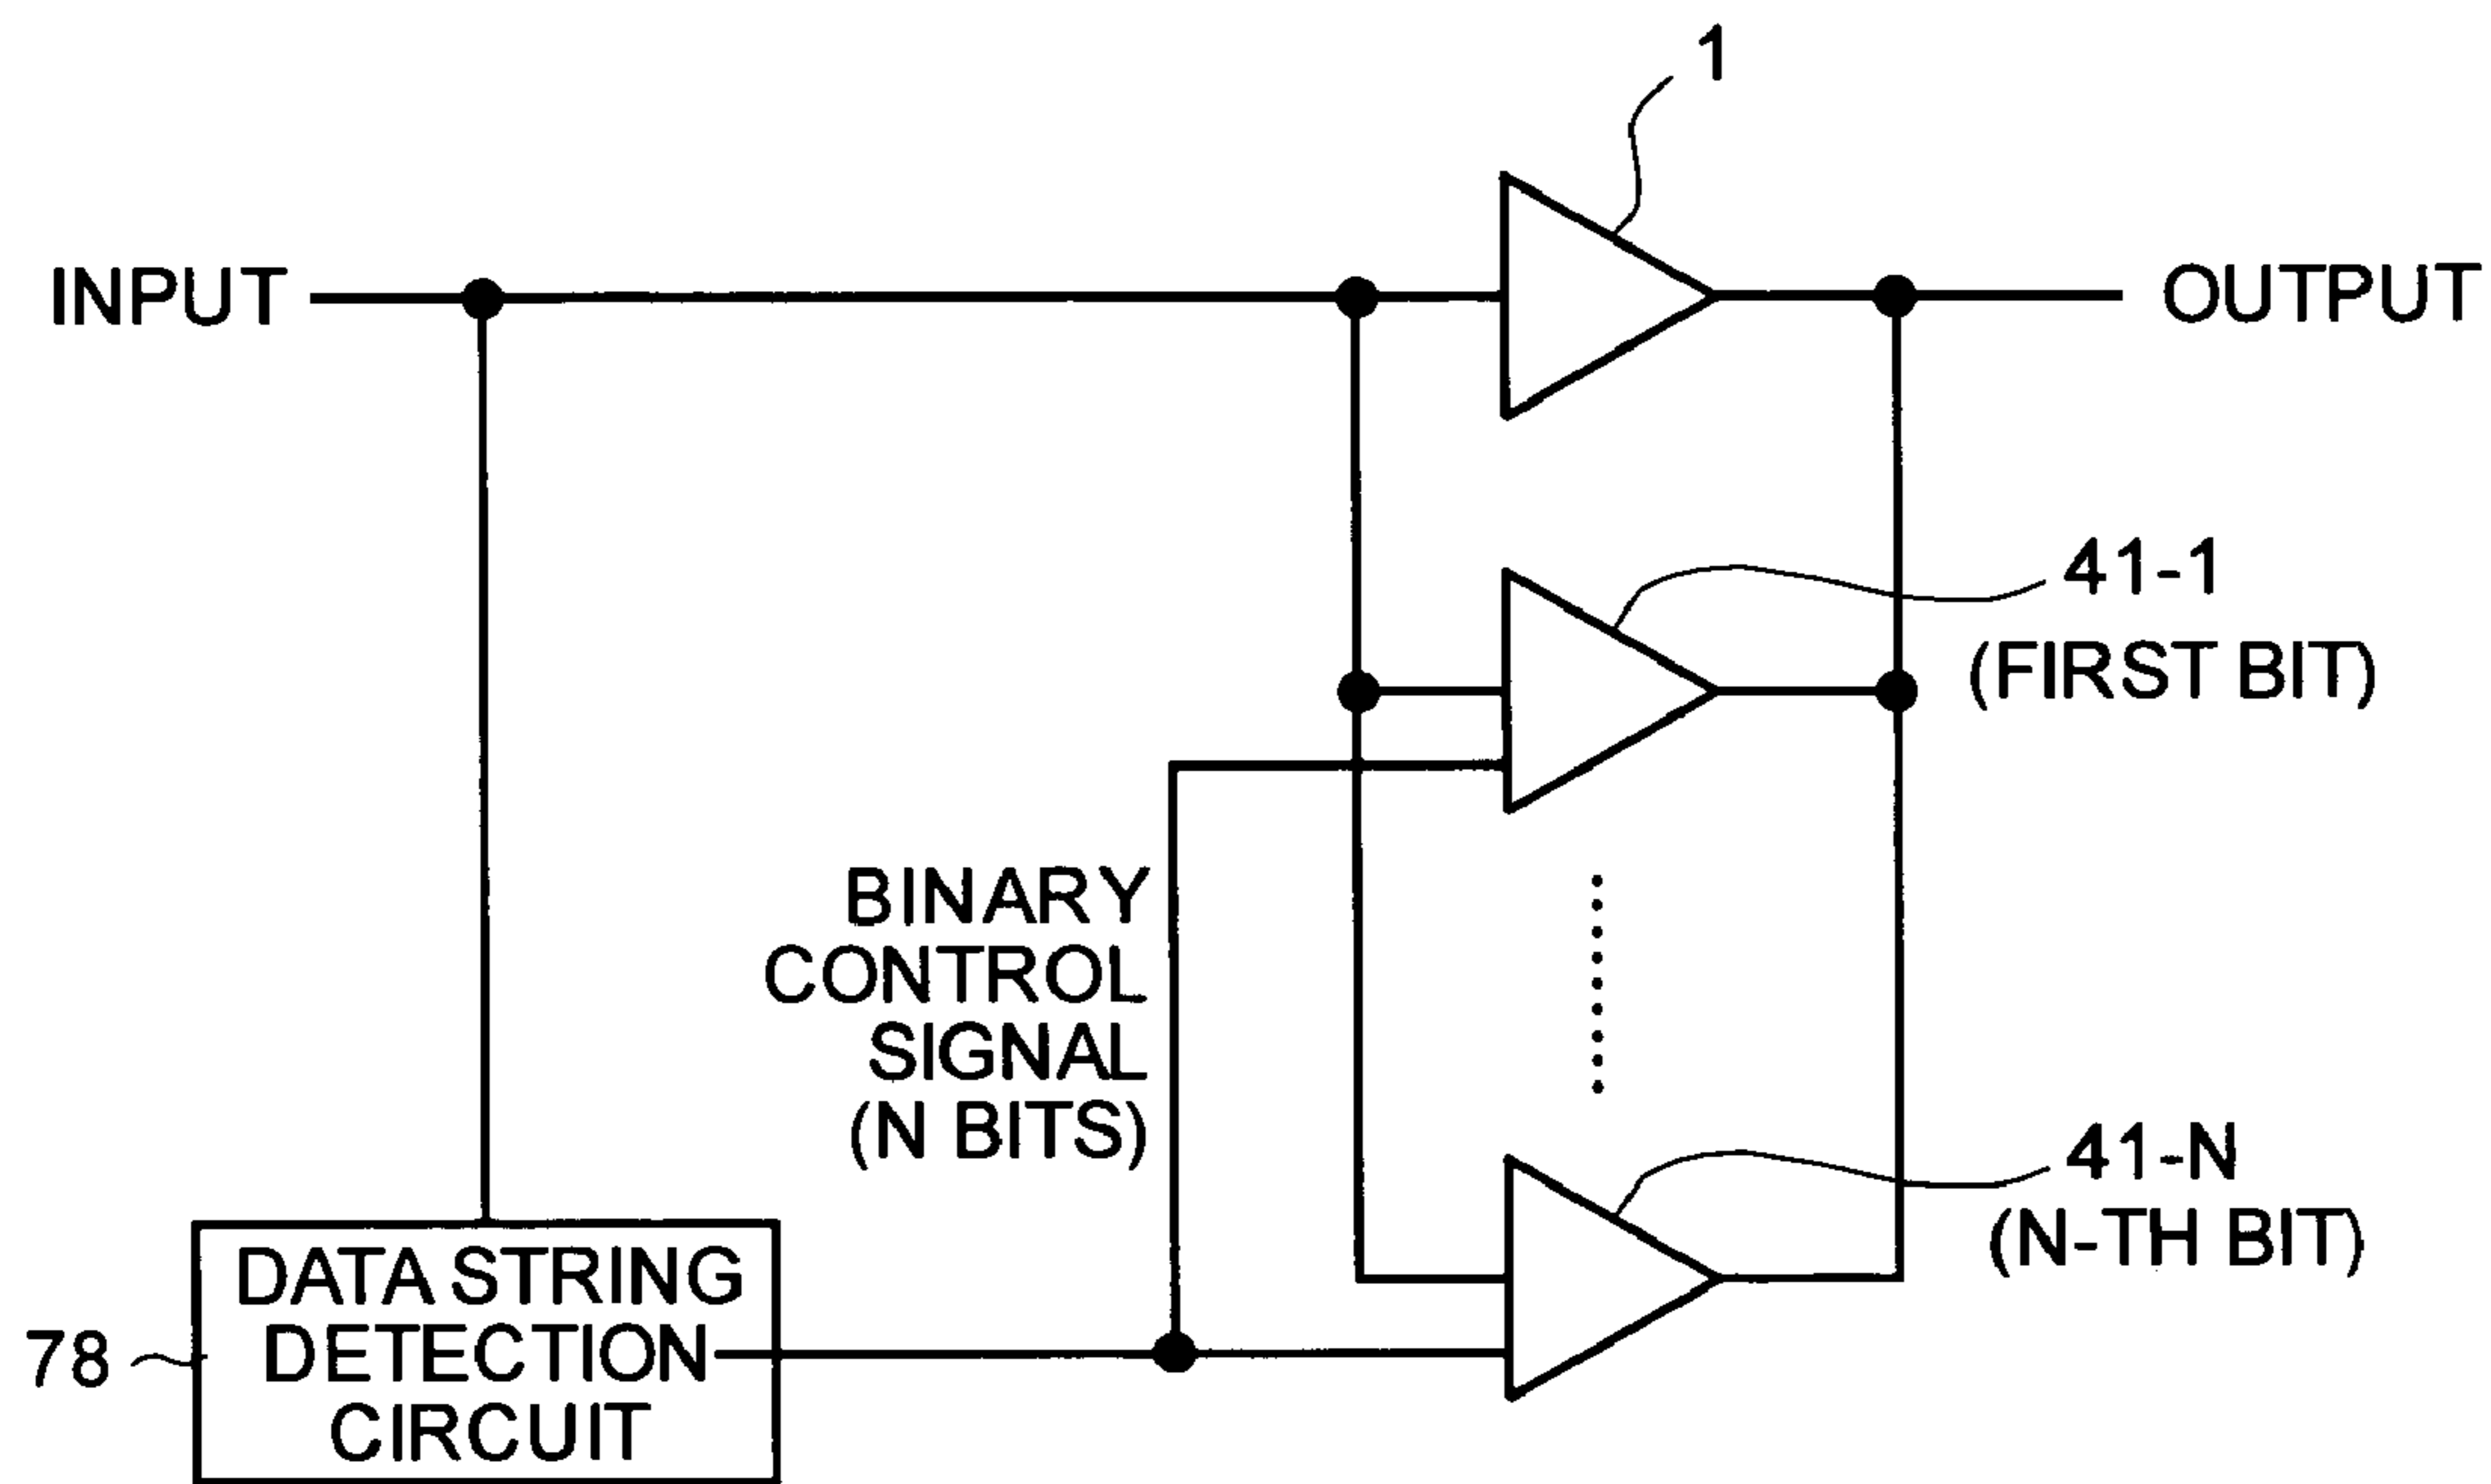 1
INPUT
OUTPUT
41-1
(FIRST BIT)
BINARY
CONTROL
SIGNAL
(N BITS)
41-N
(N-TH BIT)
DATA STRING
DETECTION
CIRCUIT
78